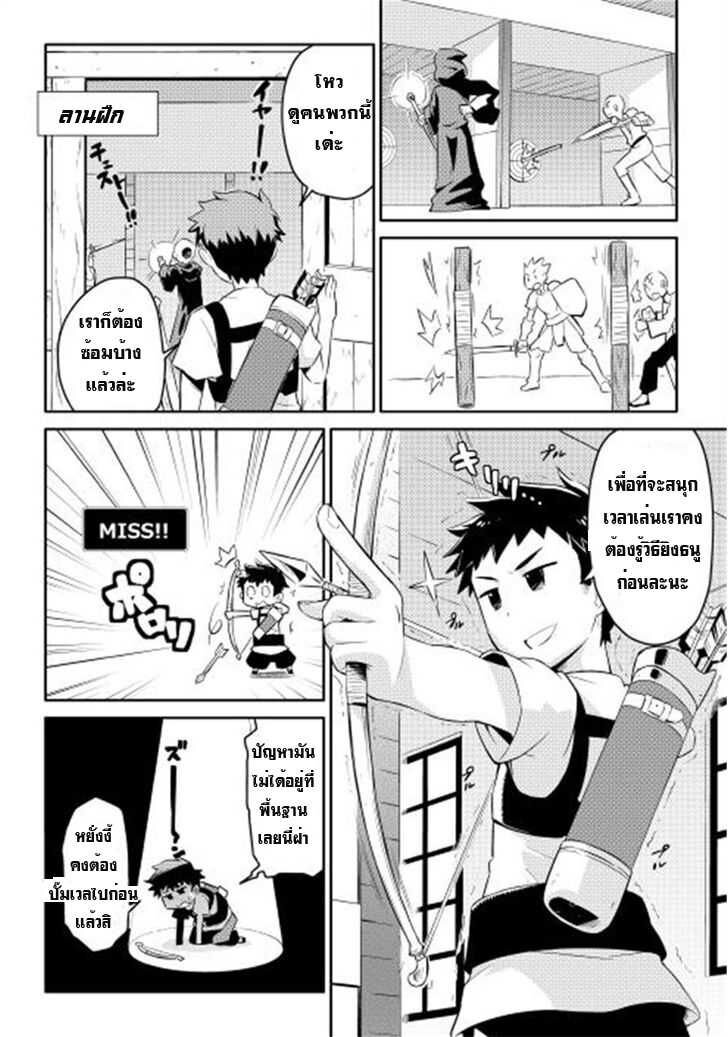 โหว
ดูคนพวกนี้
เด่ะ
ลานฝึก
イャーー!!
チェストーー!!
เราก็ต้อง
ซ้อมบ้าง
แล้วล่ะ
เพื่อที่จะสนุก
เวลาเล่นเราคง
ต้องรู้วิธียิงธนู
ก่อนละนะ
キリッ…
MISS!!
ポロリ
ปัญหามัน
ไม่ได้อยู่ที่
พื้นฐาน
เลยนี่ฝ่า
ズーーン
หยั่งงี้
คงต้อง
ปั๊มเวลไปก่อน
แล้วสิ